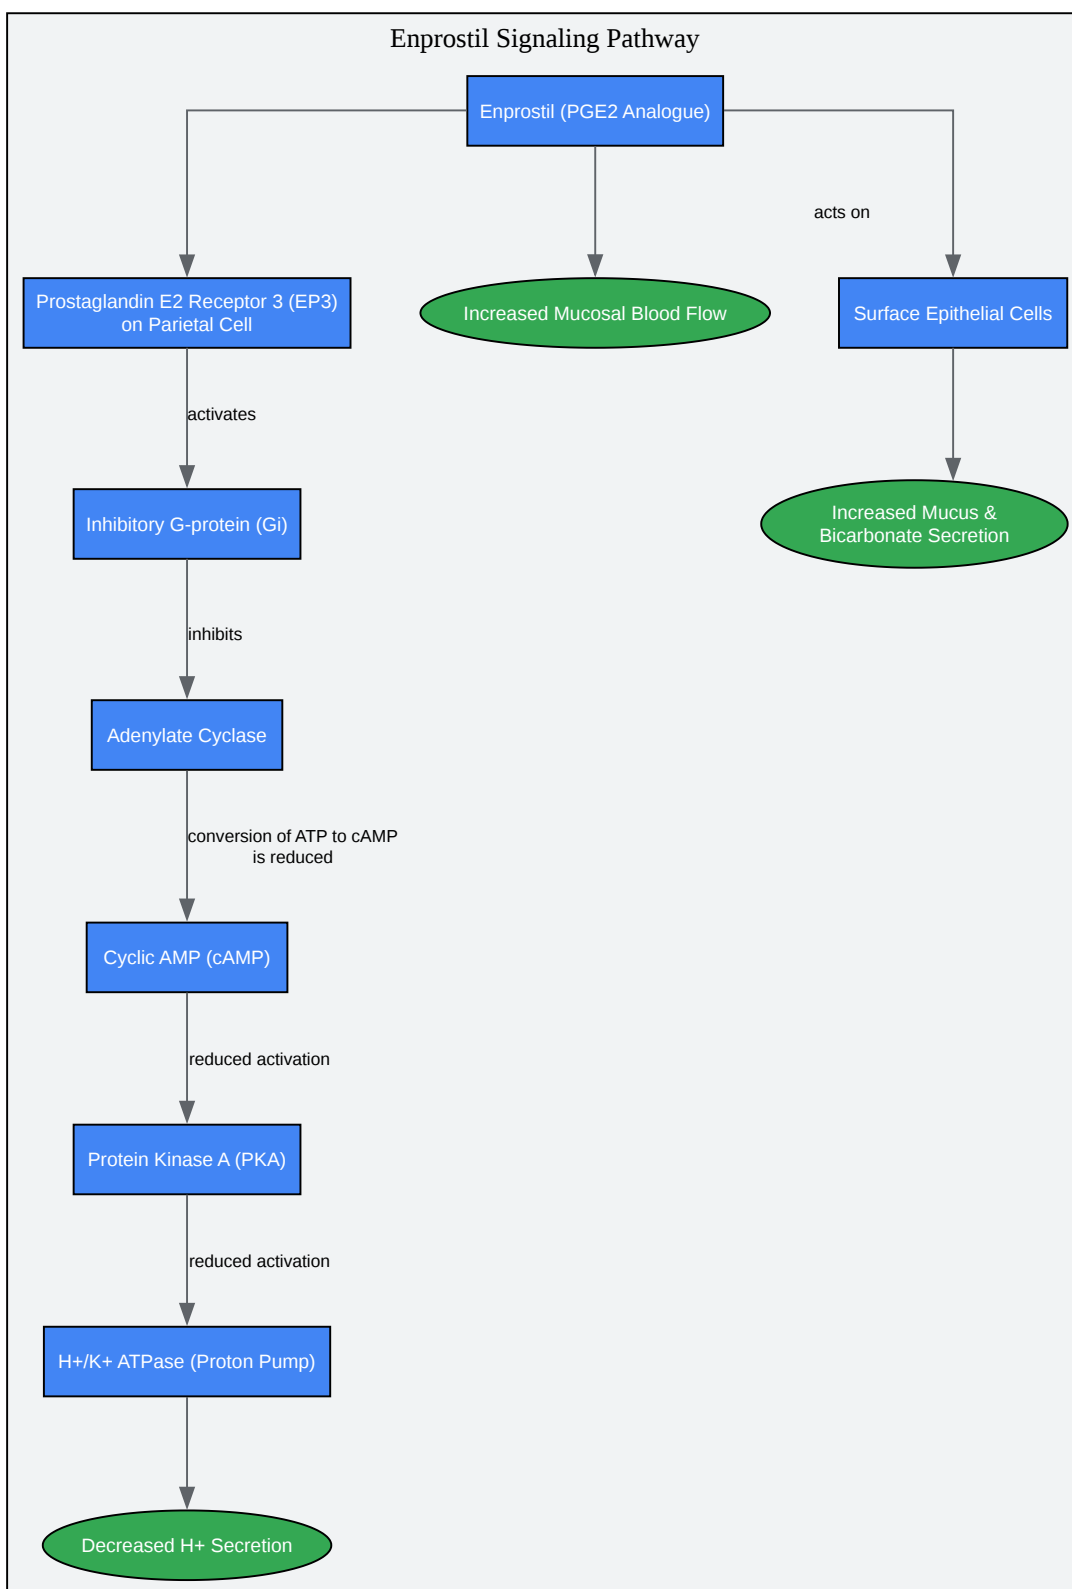 Enprostil Signaling Pathway
Enprostil (PGE2 Analogue)
acts on
Prostaglandin E2 Receptor 3 (EP3)
on Parietal Cell
Increased Mucosal Blood Flow
Surface Epithelial Cells
activates
Inhibitory G-protein (Gi)
Increased Mucus &
Bicarbonate Secretion
inhibits
Adenylate Cyclase
conversion of ATP to cAMP
is reduced
Cyclic AMP (cAMP)
reduced activation
Protein Kinase A (PKA)
reduced activation
H+/K+ ATPase (Proton Pump)
Decreased H+ Secretion